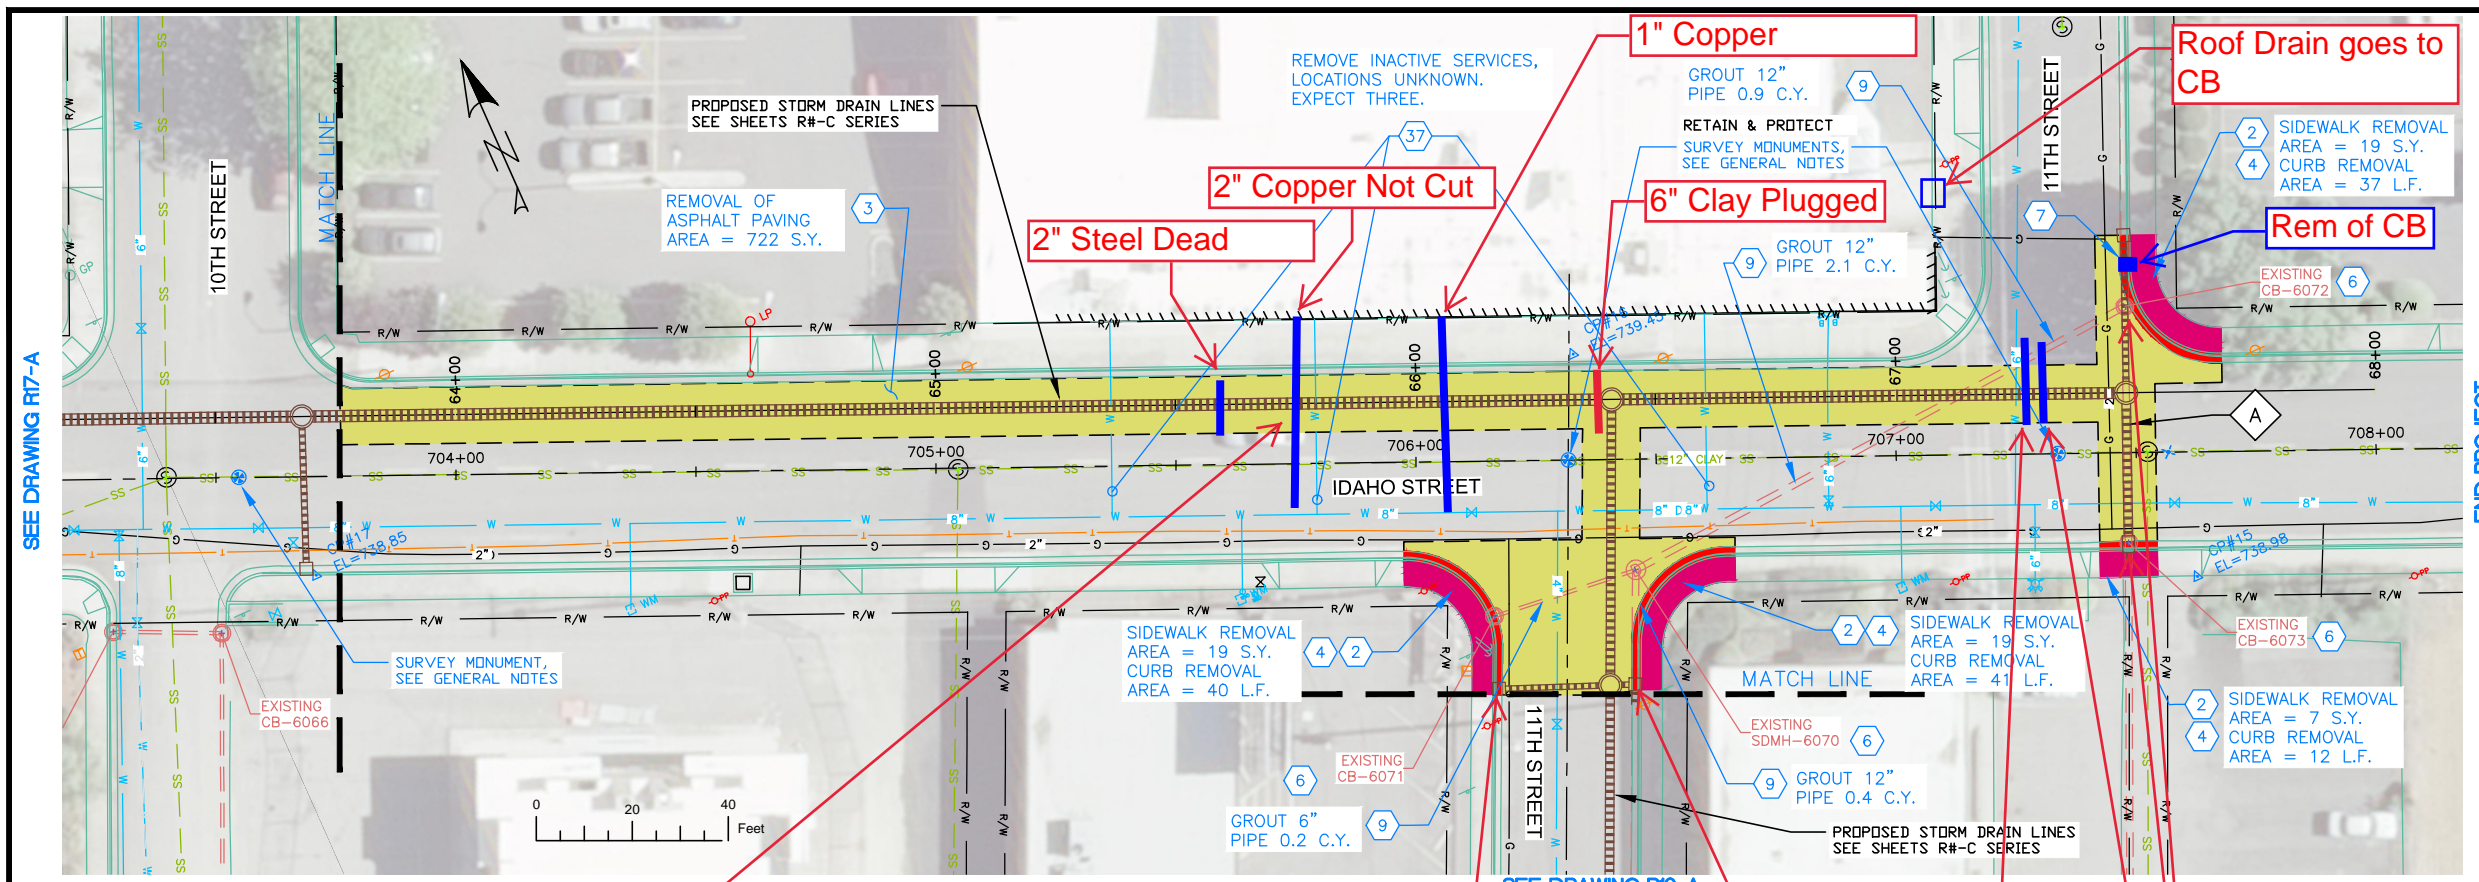 1" Copper
Roof Drain goes to
CB
REMOVE INACTIVE SERVICES,
LOCATIONS UNKNOWN.
EXPECT THREE.
37
GROUT 12"
PIPE 0.9 C.Y.
9
PROPOSED STORM DRAIN LINES
SEE SHEETS R#-C SERIES
RETAIN & PROTECT
SURVEY MONUMENTS,
SEE GENERAL NOTES
2
4
SIDEWALK REMOVAL
AREA = 19 S.Y.
CURB REMOVAL
AREA = 37 L.F.
10TH STREET
MATCH LINE
11TH STREET
REMOVAL OF
ASPHALT PAVING
AREA = 722 S.Y.
3
2" Copper Not Cut
6" Clay Plugged
2" Steel Dead
7
Rem of CB
9
GROUT 12"
PIPE 2.1 C.Y.
EXISTING
CB-6072
6
GP
LP
PP
CP#16
EL=739.45
SEE DRAWING R17-A
64+00
65+00
66+00
67+00
68+00
704+00
705+00
706+00
707+00
708+00
A
12" CLAY
IDAHO STREET
CP#17
EL=738.85
CP#15
EL=738.98
R/W
SS
W
G
T
8"
6"
2"
4"
WM
PP
SURVEY MONUMENT,
SEE GENERAL NOTES
EXISTING
CB-6066
SIDEWALK REMOVAL
AREA = 19 S.Y.
CURB REMOVAL
AREA = 40 L.F.
4
2
2
4
SIDEWALK REMOVAL
AREA = 19 S.Y.
CURB REMOVAL
AREA = 41 L.F.
MATCH LINE
EXISTING
CB-6073
6
2
4
SIDEWALK REMOVAL
AREA = 7 S.Y.
CURB REMOVAL
AREA = 12 L.F.
EXISTING
SDMH-6070
6
EXISTING
CB-6071
6
11TH STREET
9
GROUT 12"
PIPE 0.4 C.Y.
GROUT 6"
PIPE 0.2 C.Y.
9
0
20
40
Feet
PROPOSED STORM DRAIN LINES
SEE SHEETS R#-C SERIES